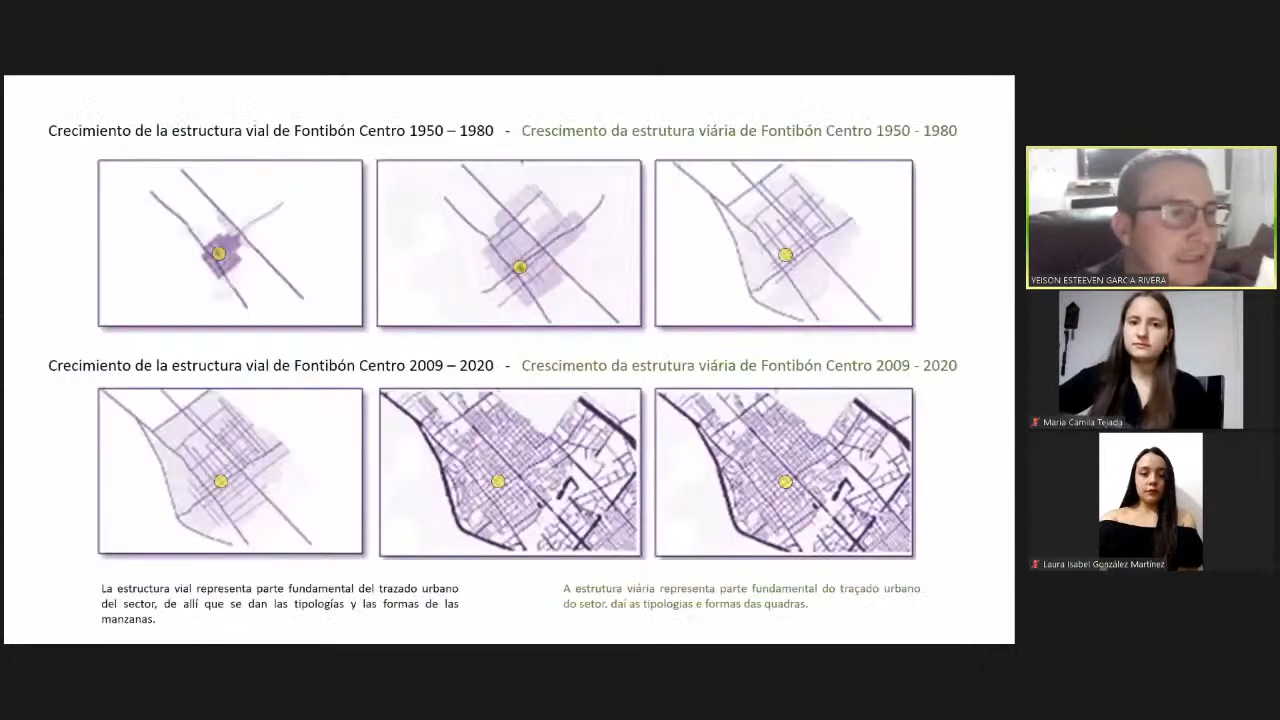 Crecimiento de la estructura vial de Fontibón Centro 1950 – 1980 - Crescimento da estrutura viária de Fontibón Centro 1950 - 1980
YEISON ESTEEVEN GARCIA RIVERA
Crecimiento de la estructura vial de Fontibón Centro 2009 – 2020 - Crescimento da estrutura viária de Fontibón Centro 2009 - 2020
Maria Camila Tejada
La estructura vial representa parte fundamental del trazado urbano
del sector, de allí que se dan las tipologías y las formas de las
manzanas.
A estrutura viária representa parte fundamental do traçado urbano
do setor. daí as tipologias e formas das quadras.
Laura Isabel González Martínez